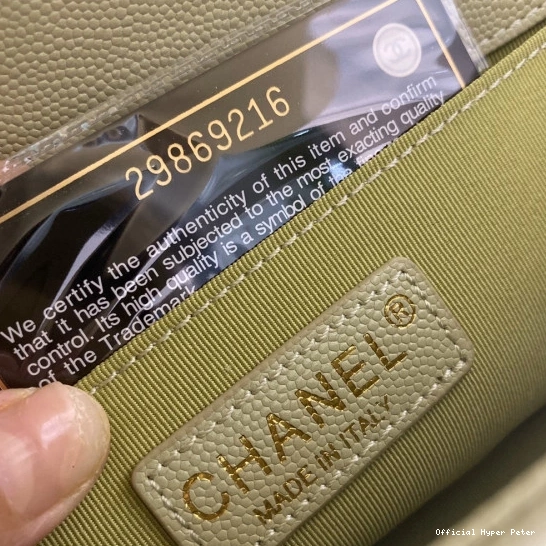 29869216
We certify the authenticity of this item and confirm
that it has been subjected to the most exacting quality
control. Its high quality is a symbol of the
of the Trademark
CHANEL®
MADE IN ITALY
Official Hyper Peter